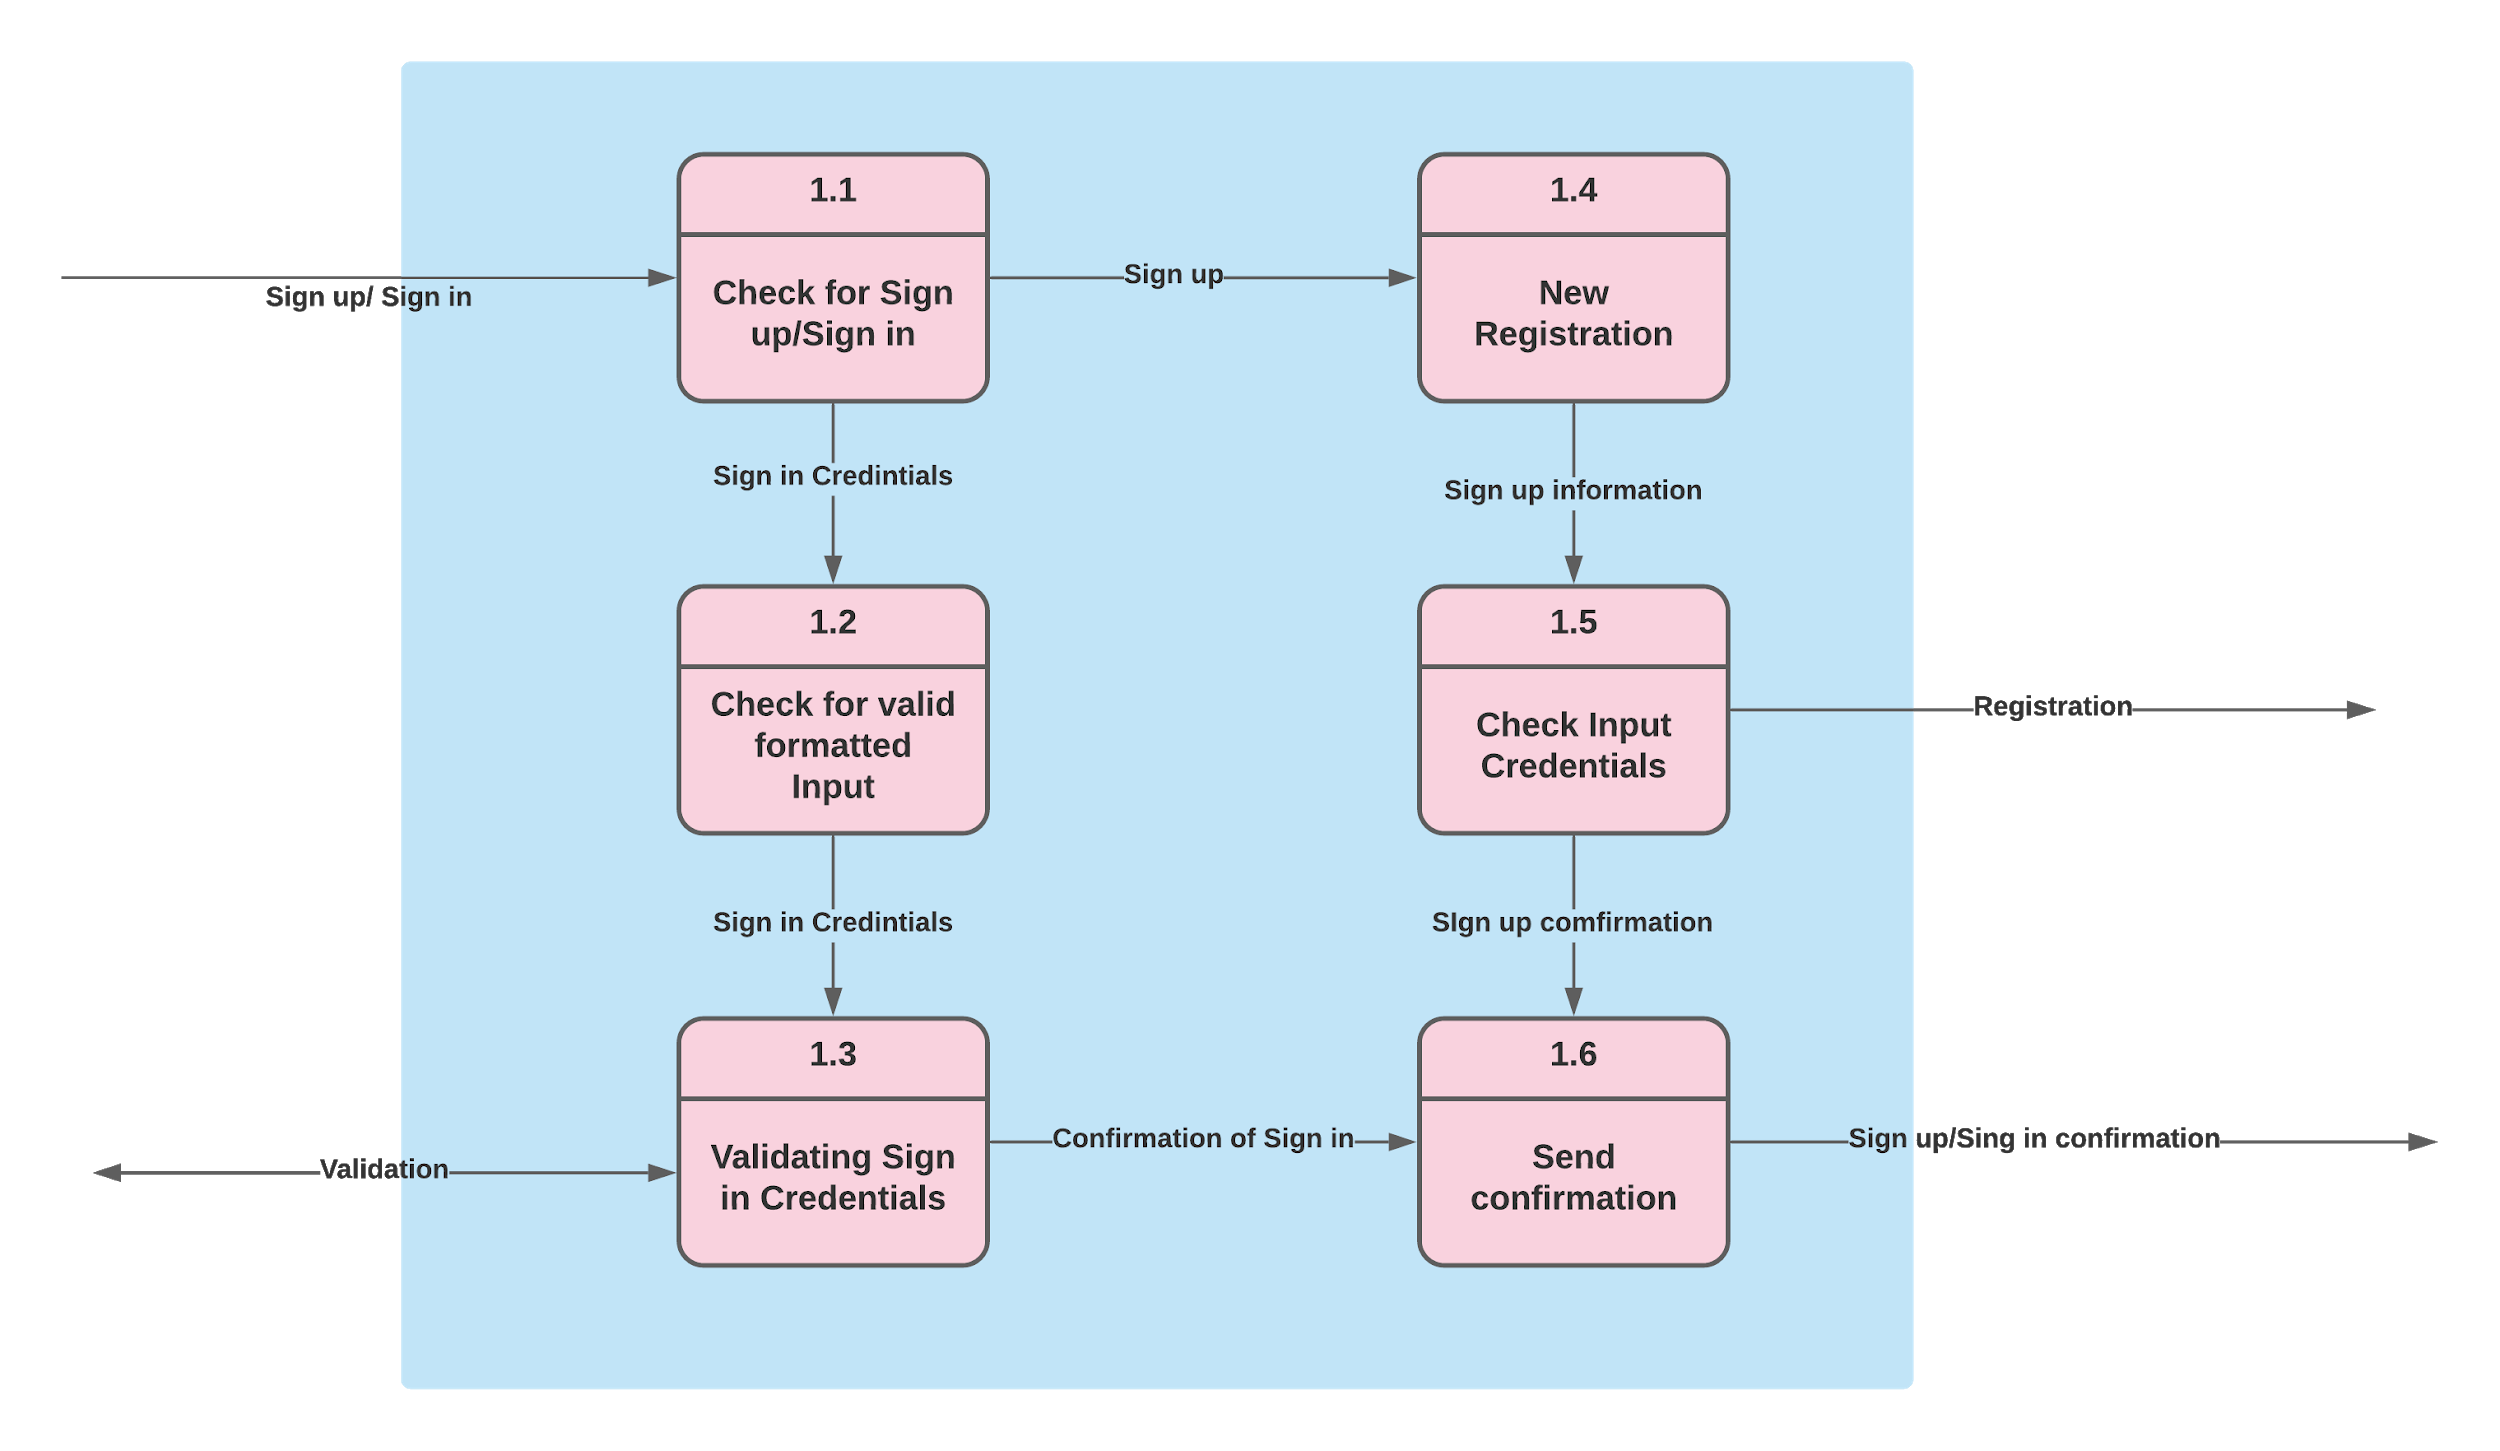 1.1
1.4
Sign up/ Sign in
Check for Sign
up/Sign in
Sign up
New
Registration
Sign in Credintials
Sign up information
1.2
1.5
Check for valid
formatted
Input
Check Input
Credentials
Registration
Sign in Credintials
SIgn up comfirmation
1.3
1.6
Validation
Validating Sign
in Credentials
Confirmation of Sign in
Send
confirmation
Sign up/Sing in confirmation